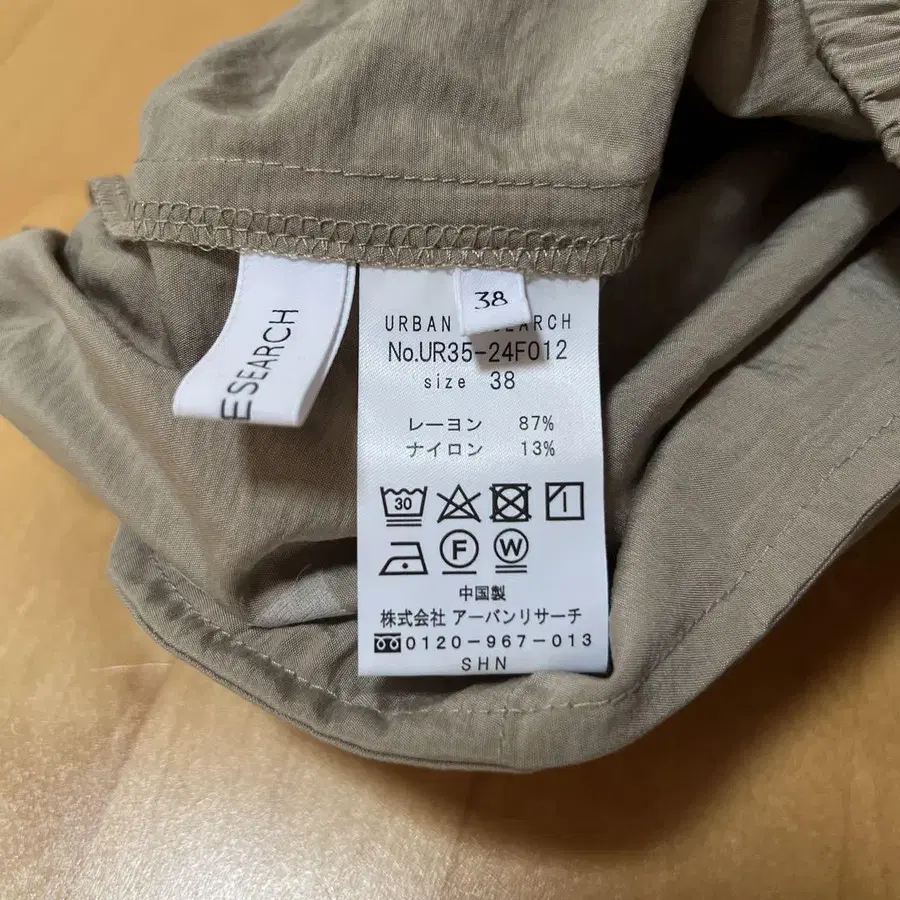 E SEARCH
38
URBAN RESEARCH
No.UR35-24F012
size 38
レーヨン 87%
ナイロン 13%
30
F W
中国製
株式会社 アーバンリサーチ
0120-967-013
SHN